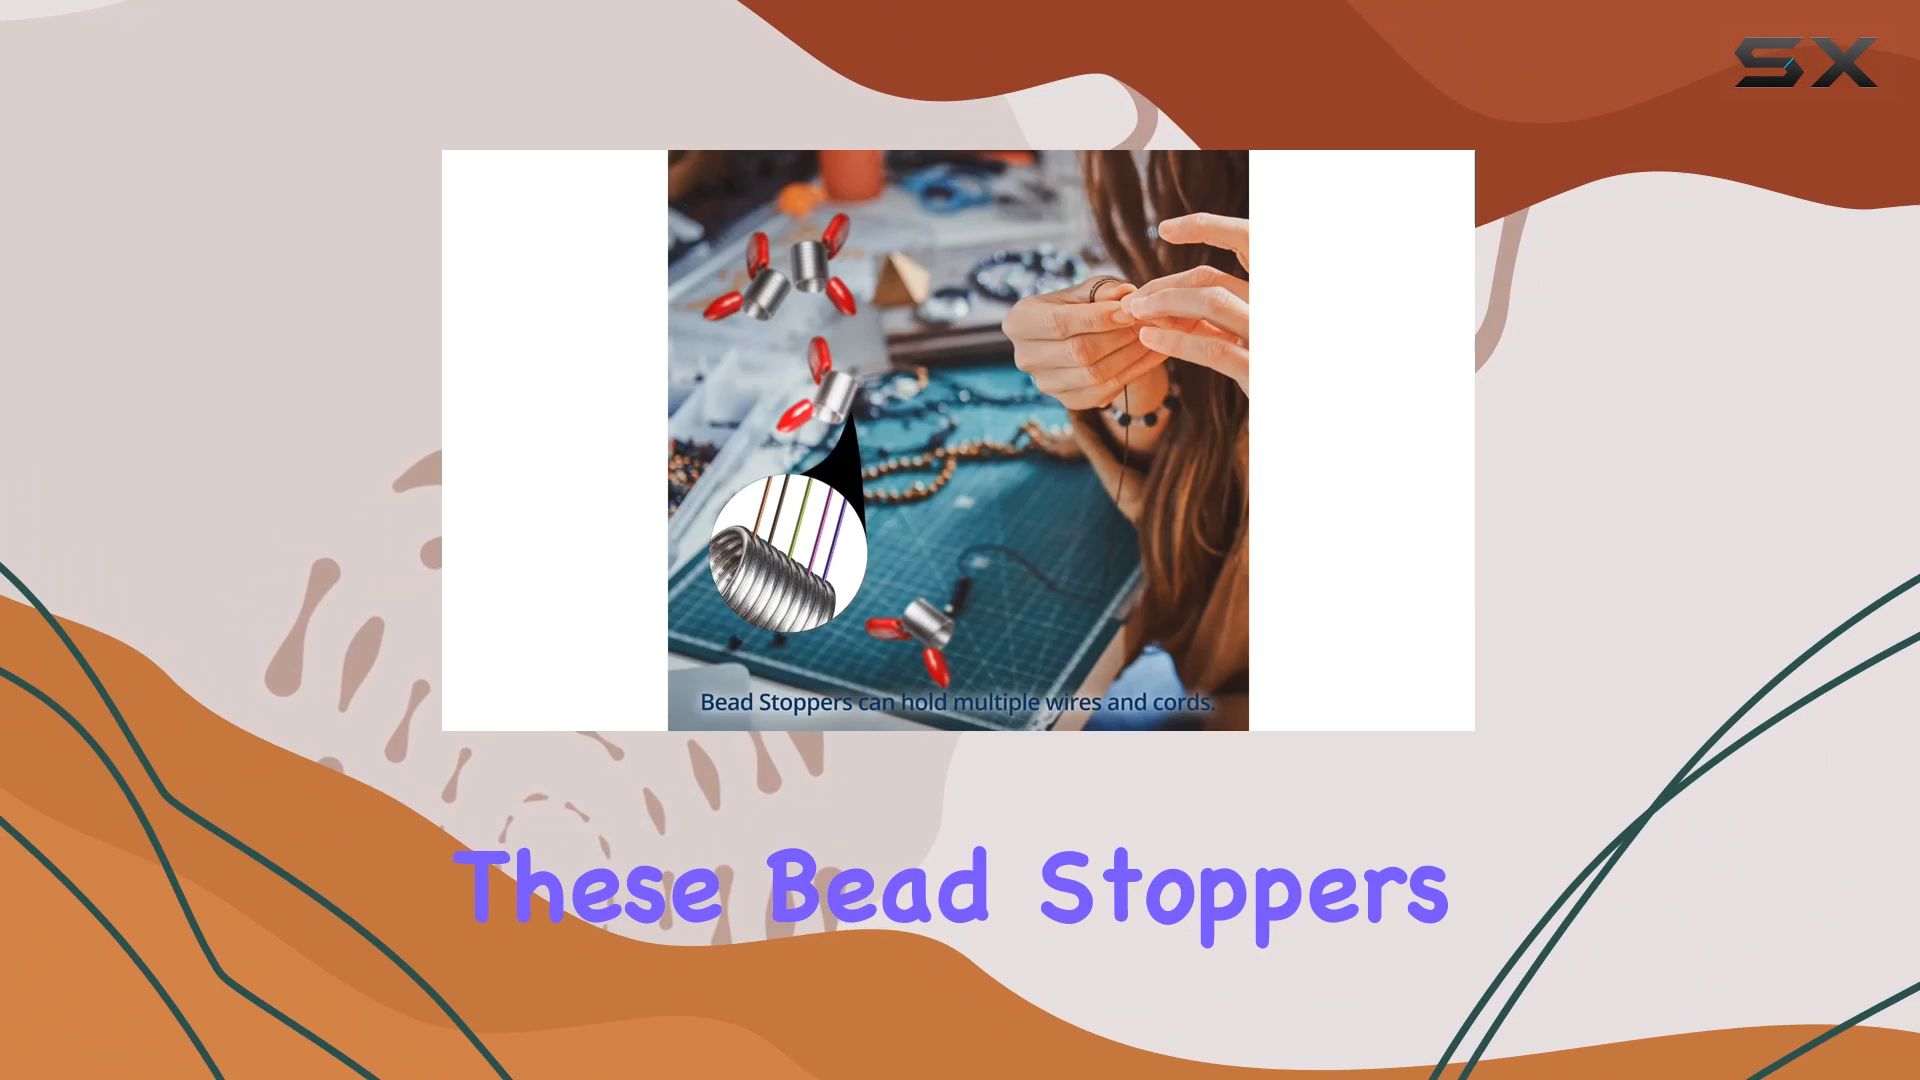 SX
Bead Stoppers can hold multiple wires and cords.
These Bead Stoppers